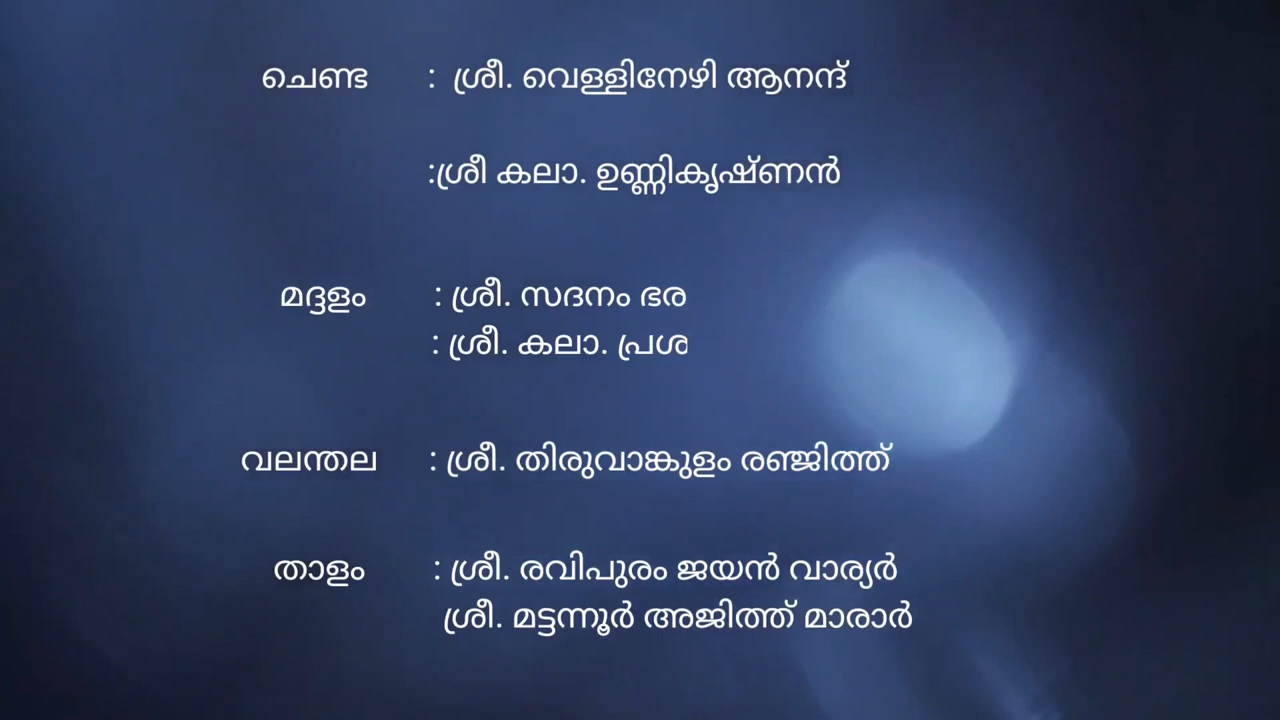 ചെണ്ട : ശ്രീ. വെള്ളിനേഴി ആനന്ദ്
:ശ്രീ കലാ. ഉണ്ണികൃഷ്ണൻ
മദ്ദളം : ശ്രീ. സദനം ഭര
: ശ്രീ. കലാ. പ്രശ
വലന്തല : ശ്രീ. തിരുവാങ്കുളം രഞ്ജിത്ത്
താളം : ശ്രീ. രവിപുരം ജയൻ വാര്യർ
ശ്രീ. മട്ടന്നൂർ അജിത്ത് മാരാർ